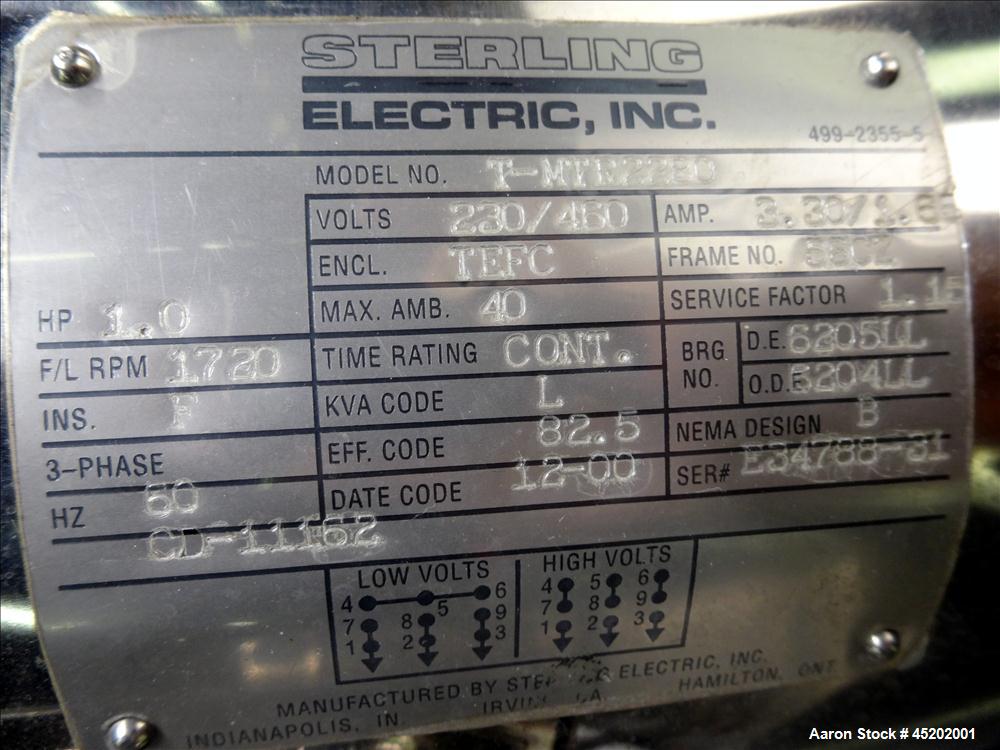 STERLING
ELECTRIC, INC.
499-2355-5
MODEL NO.
VOLTS 230/460 AMP.
ENCL. TEFC FRAME NO.
MAX. AMB. 40 SERVICE FACTOR 1.15
HP 1.0
F/L RPM 1720 TIME RATING CONT. BRG NO. D.E. 6205LL
INS. F KVA CODE L O.D.E. 6204LL
3-PHASE EFF. CODE 82.5 NEMA DESIGN B
HZ 60 DATE CODE 12-00 SER# E34788-31
CD-11162
LOW VOLTS HIGH VOLTS
4 5 6 4 5 6
7 8 9 7 8 9
1 2 3 1 2 3
MANUFACTURED BY ELECTRIC, INC.
INDIANAPOLIS, IN. HAMILTON, ONT
Aaron Stock # 45202001